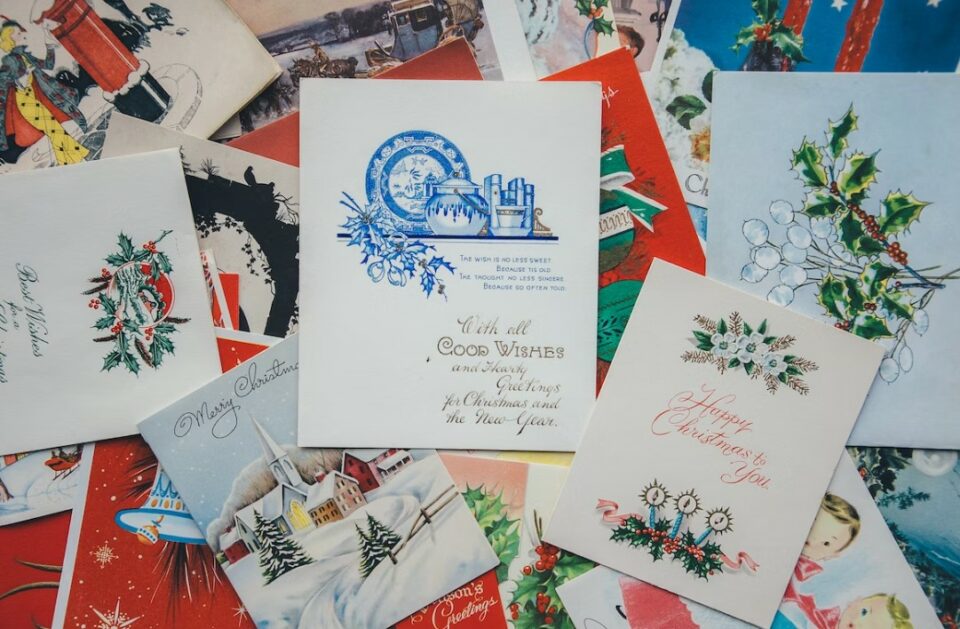 THE WISH IS NO LESS SWEET
BECAUSE 'TIS OLD
THE THOUGHT NO LESS SINCERE
BECAUSE SO OFTEN TOLD.
With all
GOOD WISHES
and Hearty
Greetings
for Christmas and
the New Year.
Best Wishes
for a
Merry Christmas
Happy
Christmas to
You
Season's
Greetings